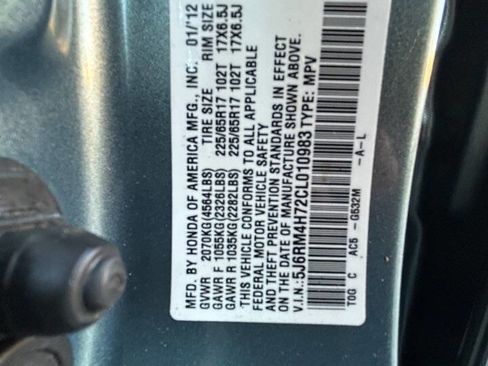 MFD. BY HONDA OF AMERICA MFG., INC. 01/'12
GVWR 2070KG(4564LBS) TIRE SIZE RIM SIZE
GAWR F 1055KG(2326LBS) 225/65R17 102T 17X6.5J
GAWR R 1035KG(2282LBS) 225/65R17 102T 17X6.5J
THIS VEHICLE CONFORMS TO ALL APPLICABLE
FEDERAL MOTOR VEHICLE SAFETY
AND THEFT PREVENTION STANDARDS IN EFFECT
ON THE DATE OF MANUFACTURE SHOWN ABOVE.
V.I.N.:5J6RM4H72CL010983 TYPE: MPV
TOG C AC5 -G532M -A-L